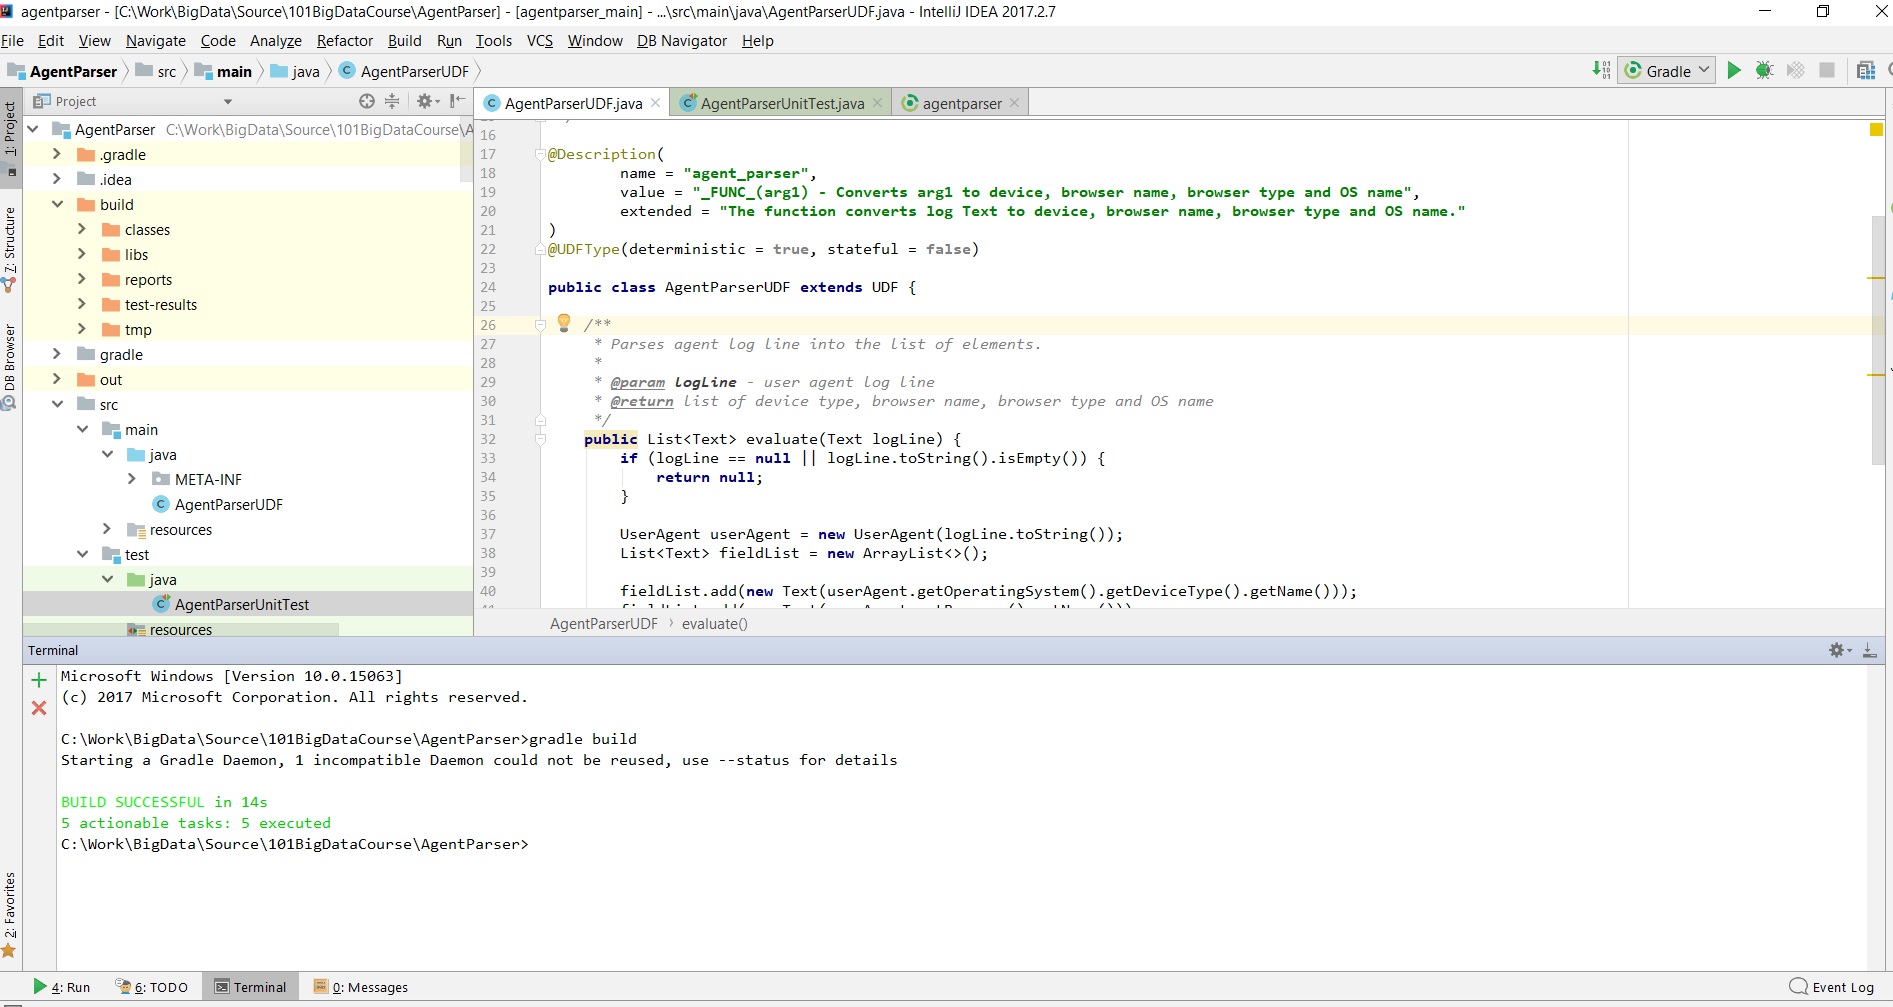 agentparser - [C:\Work\BigData\Source\101BigDataCourse\AgentParser] - [agentparser_main] - ...\src\main\java\AgentParserUDF.java - IntelliJ IDEA 2017.2.7
File Edit View Navigate Code Analyze Refactor Build Run Tools VCS Window DB Navigator Help
AgentParser src main java AgentParserUDF
Gradle
1: Project
7: Structure
DB Browser
2: Favorites
Project
AgentParser C:\Work\BigData\Source\101BigDataCourse\A
.gradle
.idea
build
classes
libs
reports
test-results
tmp
gradle
out
src
main
java
META-INF
AgentParserUDF
resources
test
java
AgentParserUnitTest
resources
AgentParserUDF.java AgentParserUnitTest.java agentparser
16
17 @Description(
18 name = "agent_parser",
19 value = "_FUNC_(arg1) - Converts arg1 to device, browser name, browser type and OS name",
20 extended = "The function converts log Text to device, browser name, browser type and OS name."
21 )
22 @UDFType(deterministic = true, stateful = false)
23
24 public class AgentParserUDF extends UDF {
25
26 /**
27 * Parses agent log line into the list of elements.
28 *
29 * @param logLine - user agent log line
30 * @return list of device type, browser name, browser type and OS name
31 */
32 public List<Text> evaluate(Text logLine) {
33 if (logLine == null || logLine.toString().isEmpty()) {
34 return null;
35 }
36
37 UserAgent userAgent = new UserAgent(logLine.toString());
38 List<Text> fieldList = new ArrayList<>();
39
40 fieldList.add(new Text(userAgent.getOperatingSystem().getDeviceType().getName()));
AgentParserUDF › evaluate()
Terminal
Microsoft Windows [Version 10.0.15063]
(c) 2017 Microsoft Corporation. All rights reserved.
C:\Work\BigData\Source\101BigDataCourse\AgentParser>gradle build
Starting a Gradle Daemon, 1 incompatible Daemon could not be reused, use --status for details
BUILD SUCCESSFUL in 14s
5 actionable tasks: 5 executed
C:\Work\BigData\Source\101BigDataCourse\AgentParser>
4: Run 6: TODO Terminal 0: Messages Event Log